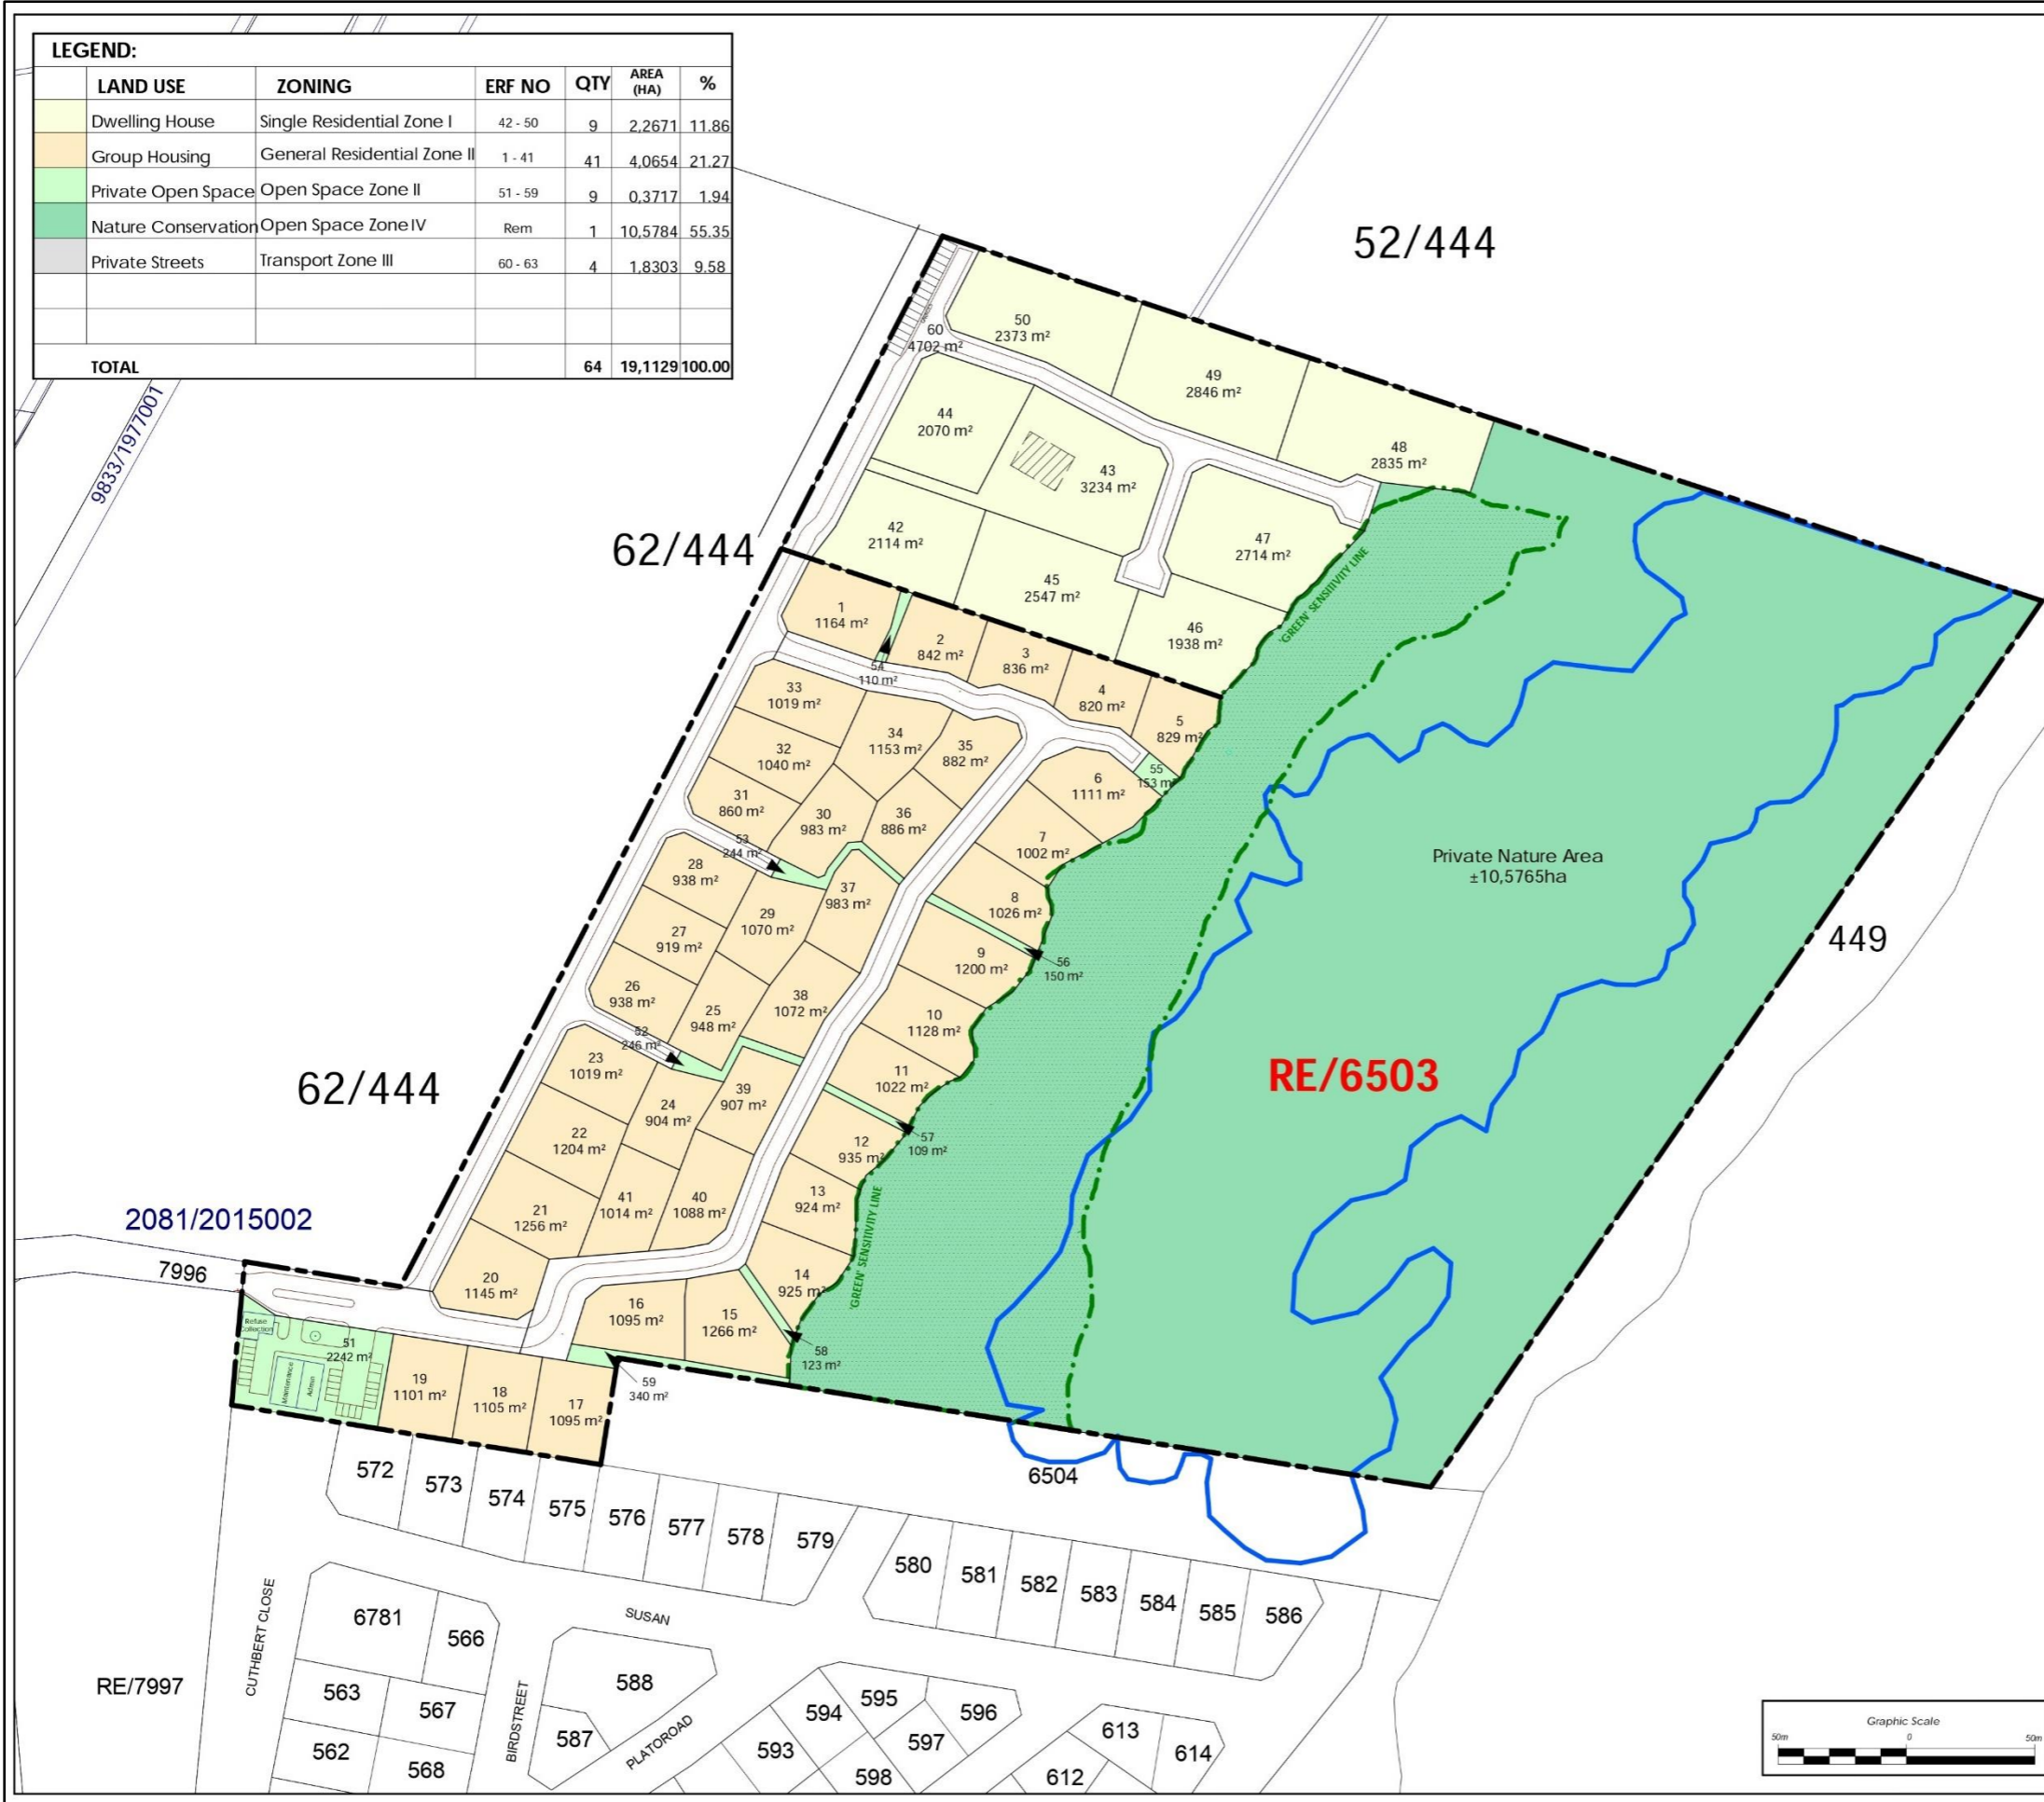 LEGEND:
LAND USE ZONING ERF NO QTY AREA (HA) %
Dwelling House Single Residential Zone I 42 - 50 9 2,2671 11.86
Group Housing General Residential Zone II 1 - 41 41 4,0654 21.27
Private Open Space Open Space Zone II 51 - 59 9 0,3717 1.94
Nature Conservation Open Space Zone IV Rem 1 10,5784 55.35
Private Streets Transport Zone III 60 - 63 4 1,8303 9.58
TOTAL 64 19,1129 100.00
9833/1977001
52/444
62/444
62/444
449
2081/2015002
7996
RE/6503
Private Nature Area
±10,5765ha
'GREEN' SENSITIVITY LINE
'GREEN' SENSITIVITY LINE
60
4702 m²
50
2373 m²
49
2846 m²
48
2835 m²
44
2070 m²
43
3234 m²
42
2114 m²
45
2547 m²
47
2714 m²
46
1938 m²
1
1164 m²
2
842 m²
3
836 m²
4
820 m²
5
829 m²
54
110 m²
55
153 m²
33
1019 m²
34
1153 m²
35
882 m²
32
1040 m²
31
860 m²
30
983 m²
36
886 m²
6
1111 m²
7
1002 m²
8
1026 m²
53
244 m²
28
938 m²
29
1070 m²
37
983 m²
27
919 m²
26
938 m²
25
948 m²
38
1072 m²
9
1200 m²
56
150 m²
10
1128 m²
11
1022 m²
52
246 m²
23
1019 m²
24
904 m²
39
907 m²
22
1204 m²
21
1256 m²
41
1014 m²
40
1088 m²
12
935 m²
57
109 m²
13
924 m²
14
925 m²
20
1145 m²
16
1095 m²
15
1266 m²
58
123 m²
59
340 m²
Refuse
Collection
51
2242 m²
Maintenance
Admin
19
1101 m²
18
1105 m²
17
1095 m²
6504
572
573
574
575
576
577
578
579
580
581
582
583
584
585
586
CUTHBERT CLOSE
SUSAN
BIRDSTREET
PLATOROAD
RE/7997
6781
566
563
567
562
568
588
587
593
594
595
596
597
598
612
613
614
Graphic Scale
50m 0 50m